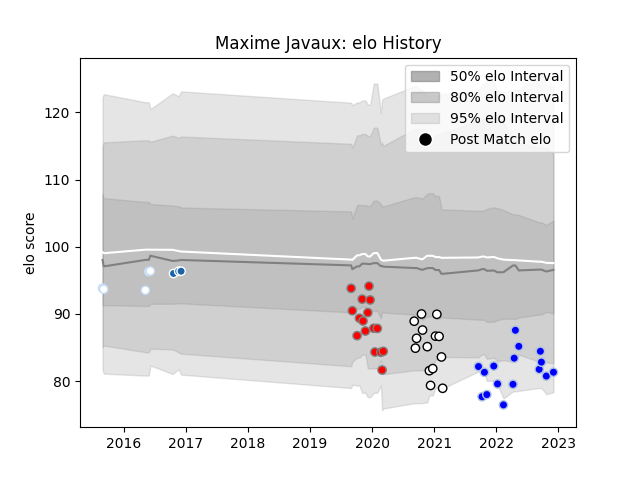 Maxime Javaux: elo History
50% elo Interval
80% elo Interval
95% elo Interval
Post Match elo
elo score
120
110
100
90
80
2016 2017 2018 2019 2020 2021 2022 2023